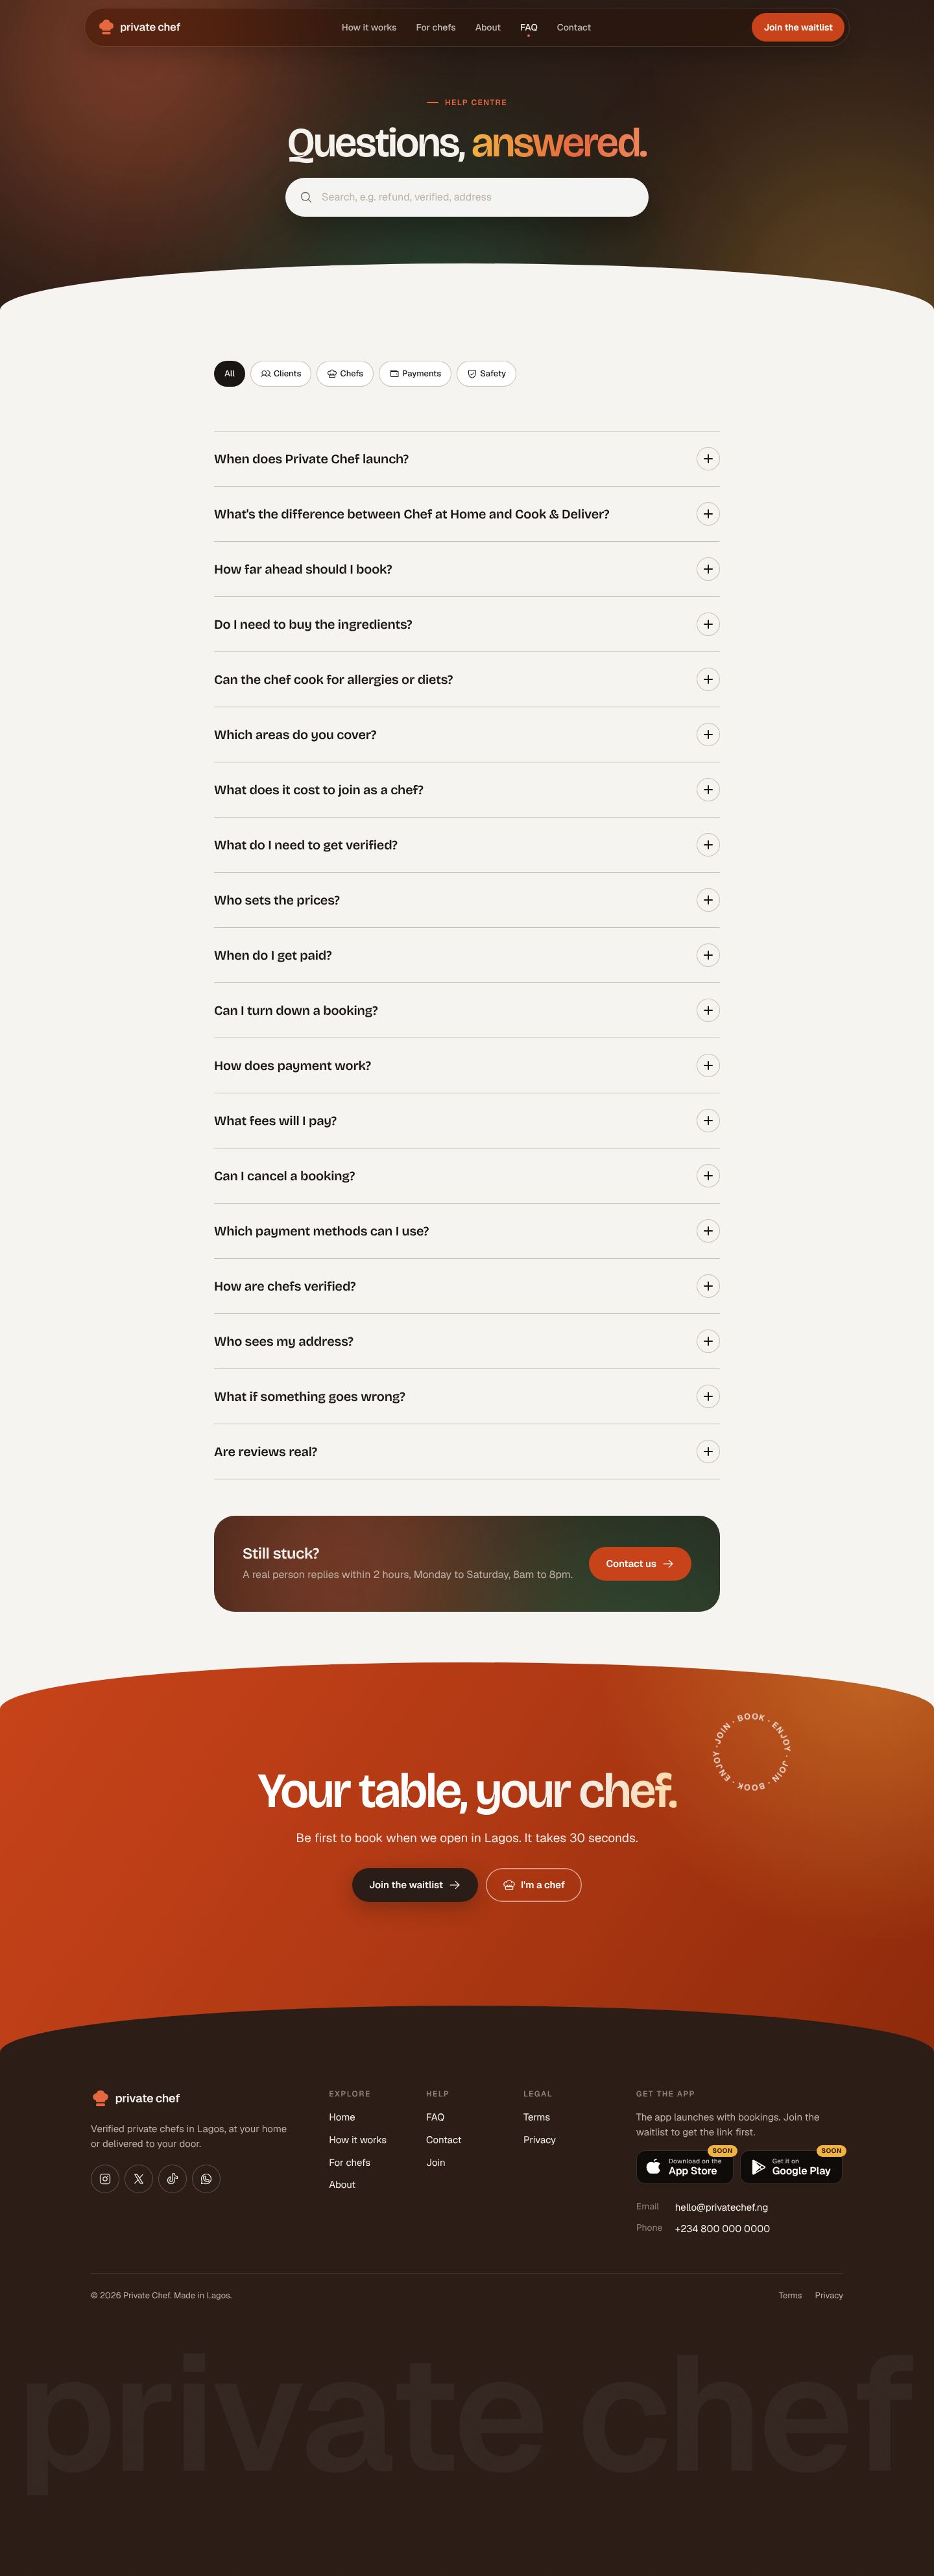 private chef
How it works
For chefs
About
FAQ
Contact
Join the waitlist
HELP CENTRE
Questions, answered.
Search, e.g. refund, verified, address
All
Clients
Chefs
Payments
Safety
When does Private Chef launch?
What's the difference between Chef at Home and Cook & Deliver?
How far ahead should I book?
Do I need to buy the ingredients?
Can the chef cook for allergies or diets?
Which areas do you cover?
What does it cost to join as a chef?
What do I need to get verified?
Who sets the prices?
When do I get paid?
Can I turn down a booking?
How does payment work?
What fees will I pay?
Can I cancel a booking?
Which payment methods can I use?
How are chefs verified?
Who sees my address?
What if something goes wrong?
Are reviews real?
Still stuck?
A real person replies within 2 hours, Monday to Saturday, 8am to 8pm.
Contact us
JOIN · BOOK · ENJOY · JOIN · BOOK · ENJOY ·
Your table, your chef.
Be first to book when we open in Lagos. It takes 30 seconds.
Join the waitlist
I'm a chef
private chef
Verified private chefs in Lagos, at your home
or delivered to your door.
EXPLORE
Home
How it works
For chefs
About
HELP
FAQ
Contact
Join
LEGAL
Terms
Privacy
GET THE APP
The app launches with bookings. Join the
waitlist to get the link first.
SOON
Download on the
App Store
SOON
Get it on
Google Play
Email hello@privatechef.ng
Phone +234 800 000 0000
© 2026 Private Chef. Made in Lagos.
Terms
Privacy
private chef